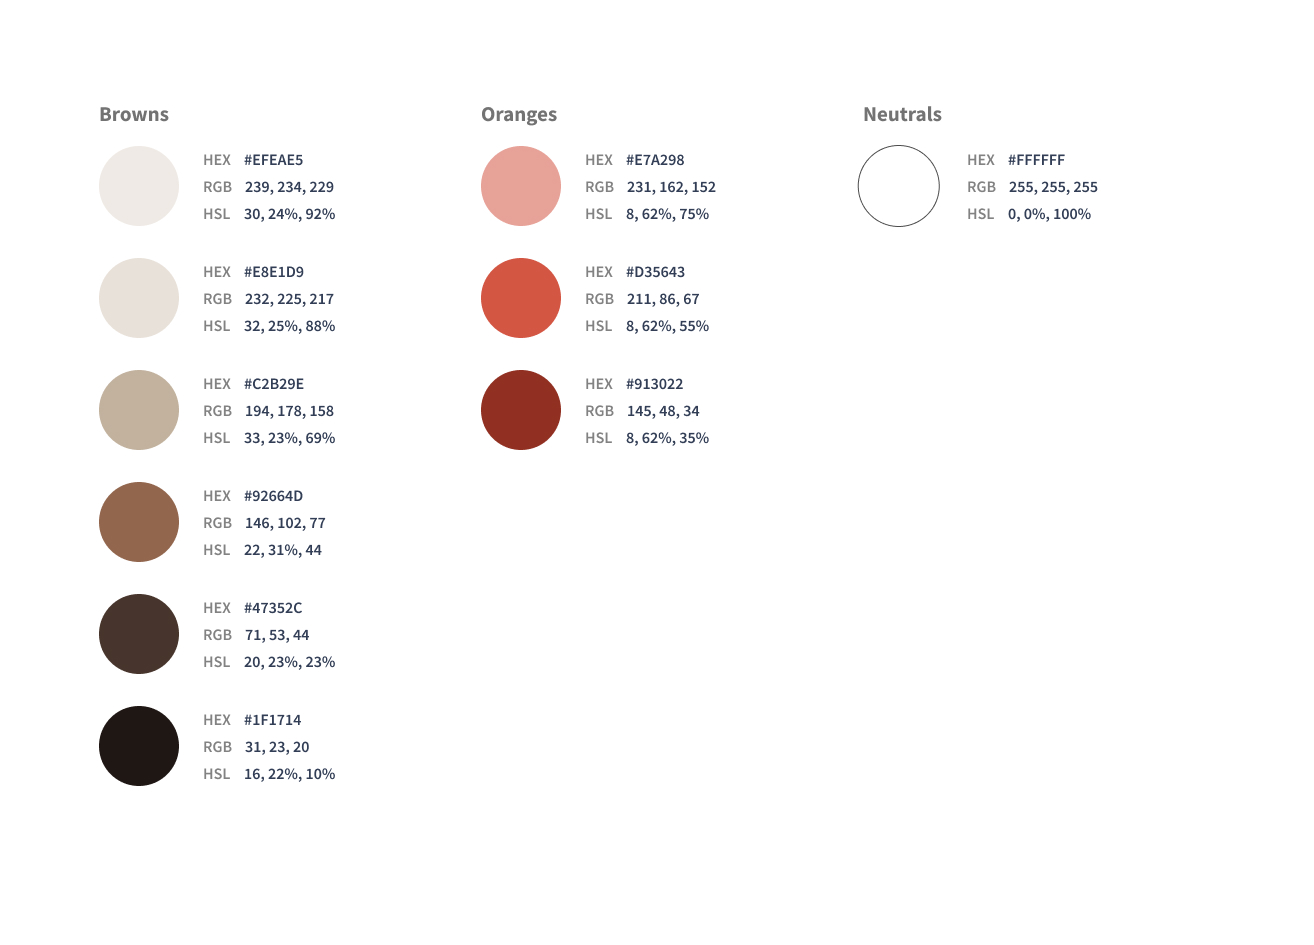 Browns
HEX #EFEAE5
RGB 239, 234, 229
HSL 30, 24%, 92%
HEX #E8E1D9
RGB 232, 225, 217
HSL 32, 25%, 88%
HEX #C2B29E
RGB 194, 178, 158
HSL 33, 23%, 69%
HEX #92664D
RGB 146, 102, 77
HSL 22, 31%, 44
HEX #47352C
RGB 71, 53, 44
HSL 20, 23%, 23%
HEX #1F1714
RGB 31, 23, 20
HSL 16, 22%, 10%
Oranges
HEX #E7A298
RGB 231, 162, 152
HSL 8, 62%, 75%
HEX #D35643
RGB 211, 86, 67
HSL 8, 62%, 55%
HEX #913022
RGB 145, 48, 34
HSL 8, 62%, 35%
Neutrals
HEX #FFFFFF
RGB 255, 255, 255
HSL 0, 0%, 100%